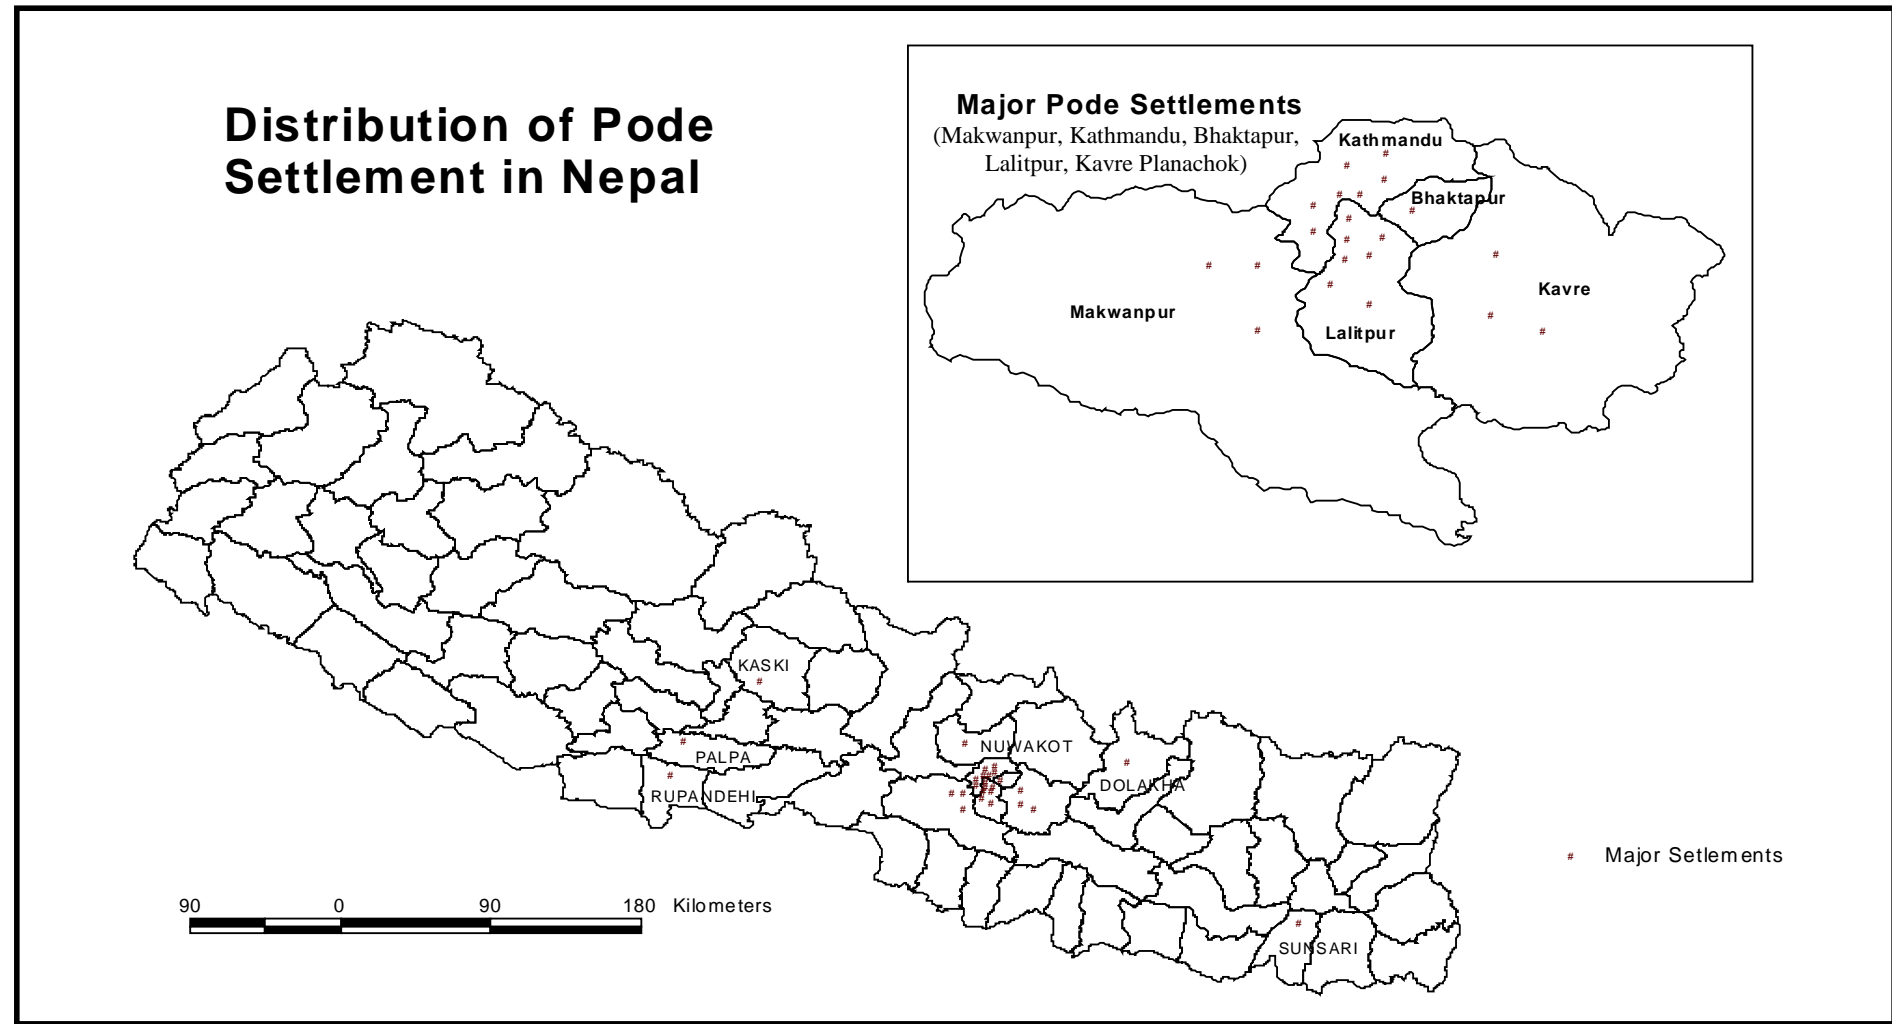 Distribution of Pode
Settlement in Nepal
Major Pode Settlements
(Makwanpur, Kathmandu, Bhaktapur,
Lalitpur, Kavre Planachok)
Kathmandu
Bhaktapur
Kavre
Makwanpur
Lalitpur
KASKI
NUWAKOT
PALPA
DOLAKHA
RUPANDEHI
# Major Setlements
90 0 90 180 Kilometers
SUNSARI